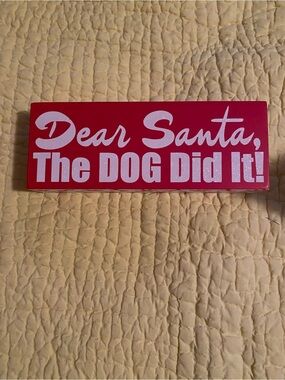 Dear Santa,
The DOG Did It!